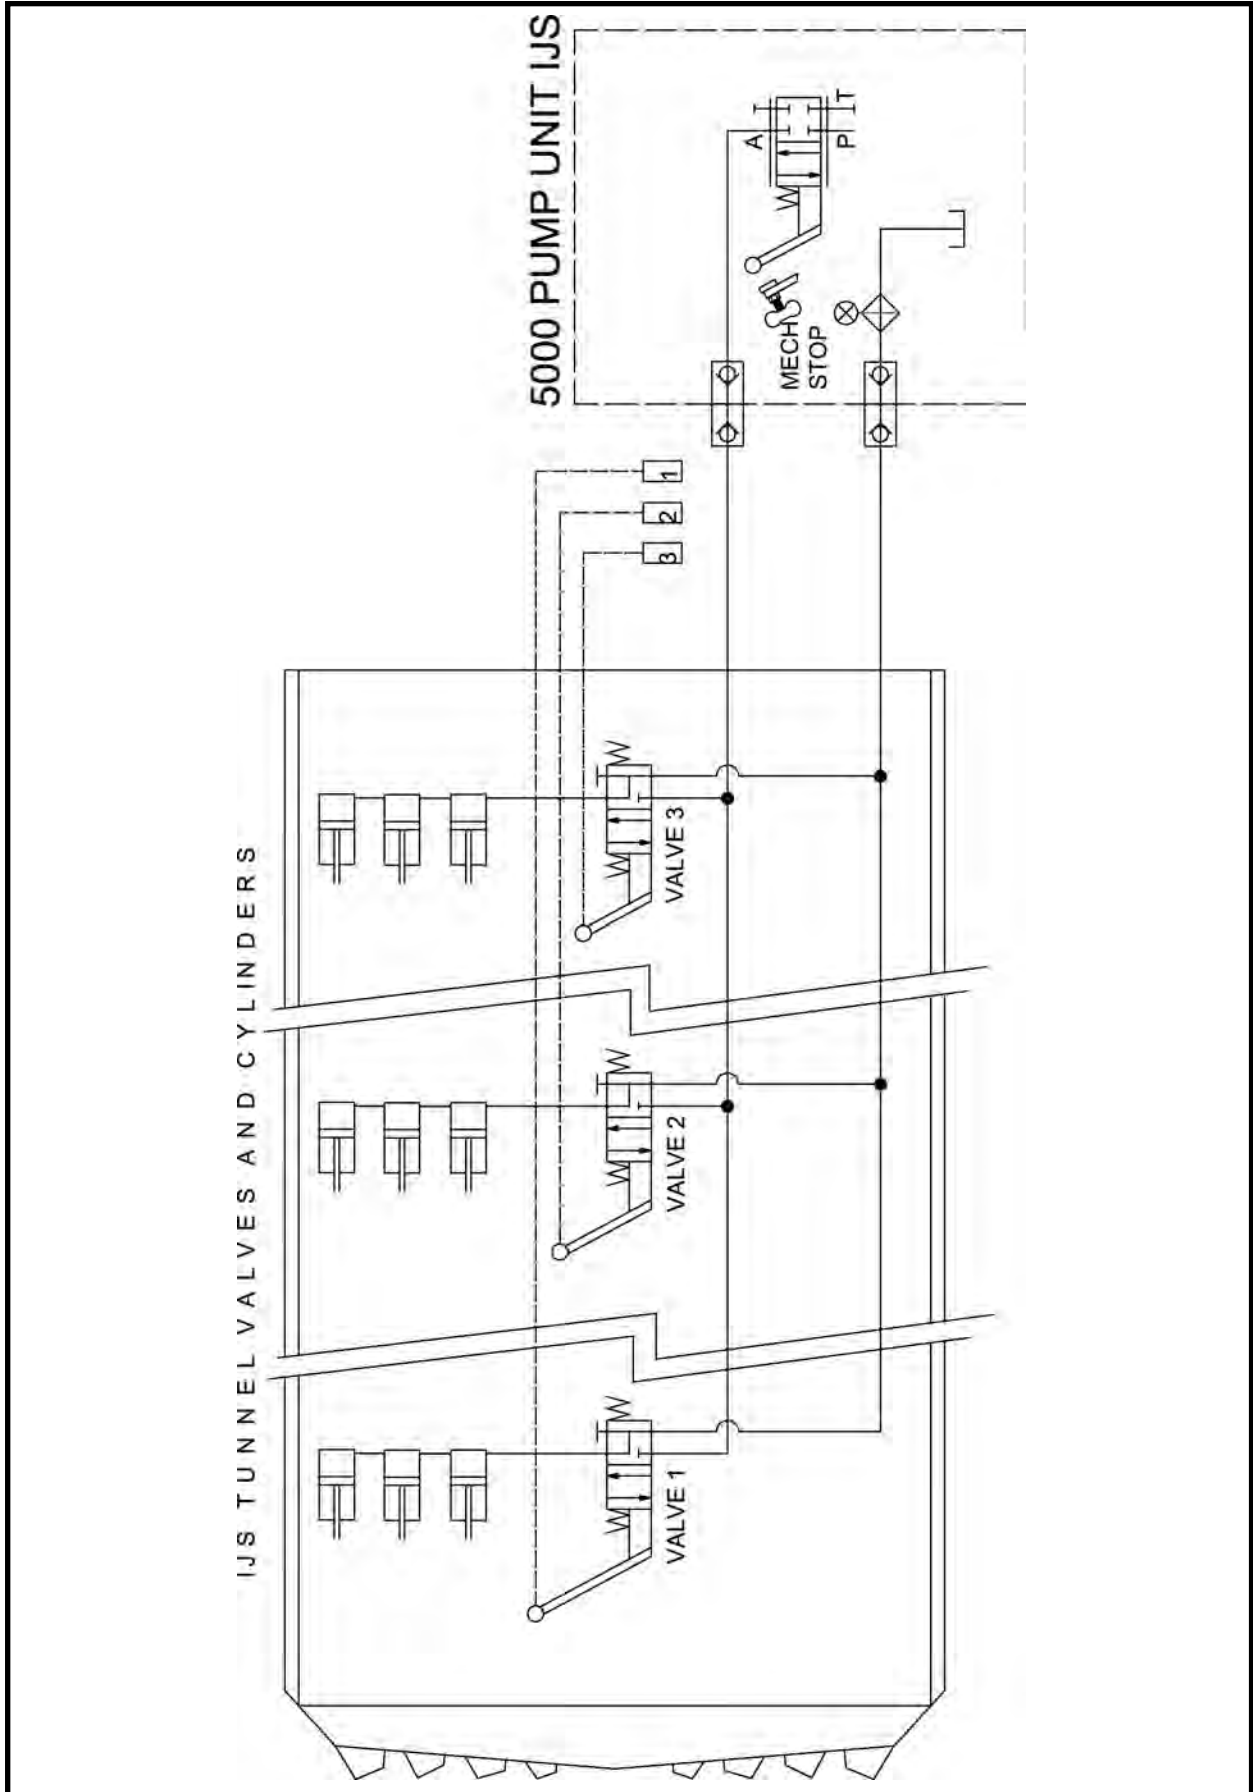 5000 PUMP UNIT IJS
A
P
T
MECH
STOP
1
2
3
IJS TUNNEL VALVES AND CYLINDERS
VALVE 1
VALVE 2
VALVE 3